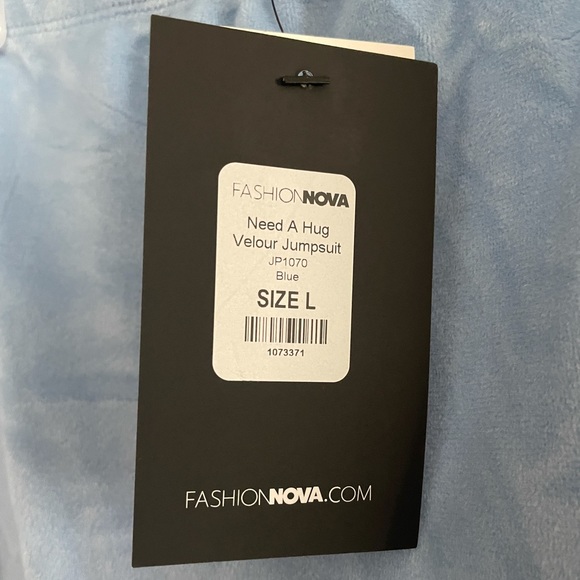 FASHIONNOVA
Need A Hug
Velour Jumpsuit
JP1070
Blue
SIZE L
1073371
FASHIONNOVA.COM